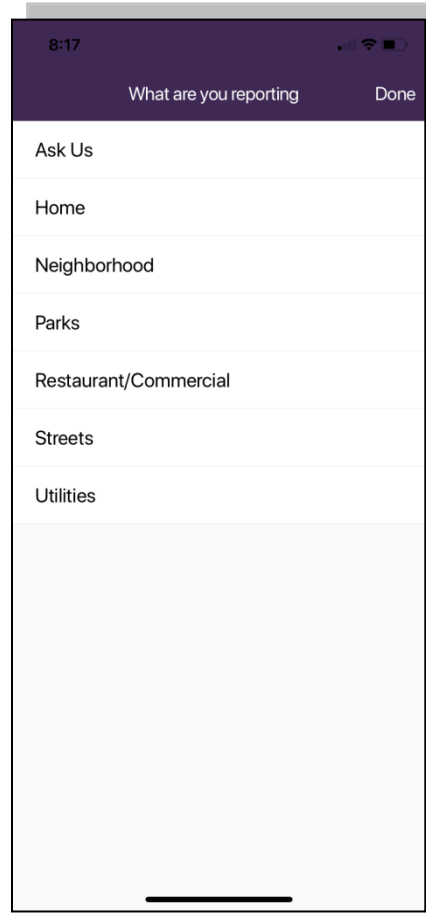 8:17
What are you reporting Done
Ask Us
Home
Neighborhood
Parks
Restaurant/Commercial
Streets
Utilities